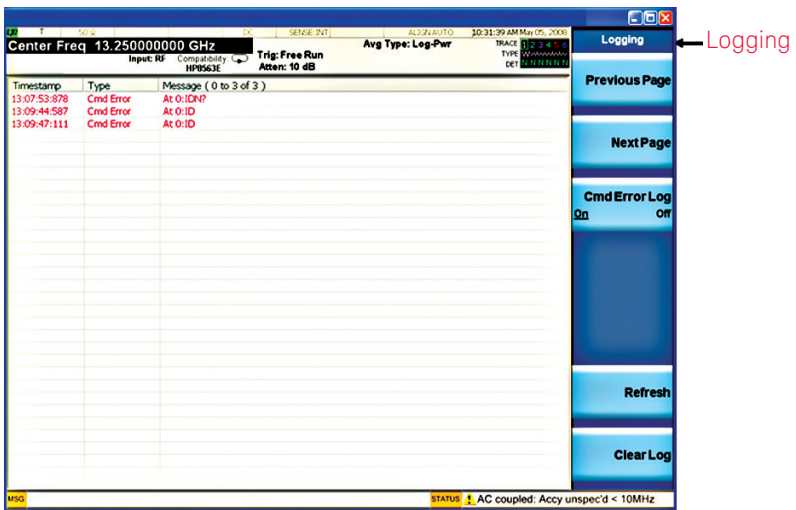 LXI T 50 Ω DC SENSE:INT ALIGN AUTO 10:31:39 AM May 05, 2008
Center Freq 13.250000000 GHz
Input: RF Compatibility
HP8563E
Trig: Free Run
Atten: 10 dB
Avg Type: Log-Pwr
TRACE 1 2 3 4 5 6
TYPE
DET N N N N N N
Timestamp Type Message ( 0 to 3 of 3 )
13:07:53:878 Cmd Error At 0:IDN?
13:09:44:587 Cmd Error At 0:ID
13:09:47:111 Cmd Error At 0:ID
Logging
Previous Page
Next Page
Cmd Error Log
On Off
Refresh
Clear Log
Logging
MSG
STATUS
AC coupled: Accy unspec'd < 10MHz